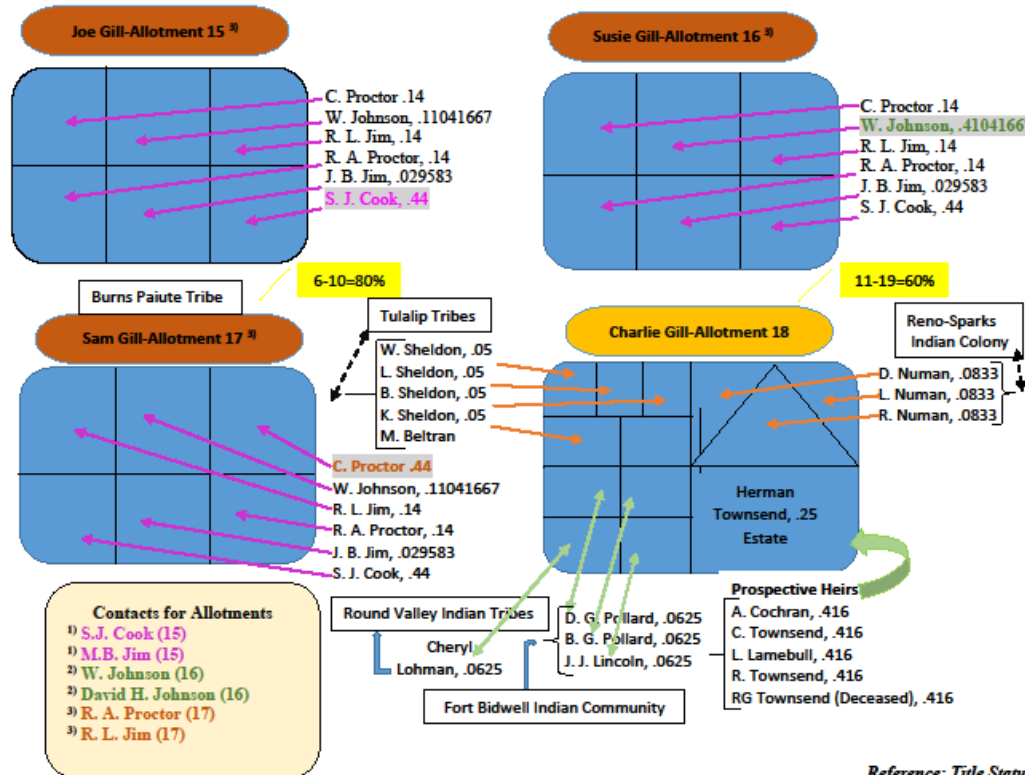 Joe Gill-Allotment 15 3)
C. Proctor .14
W. Johnson, .11041667
R. L. Jim, .14
R. A. Proctor, .14
J. B. Jim, .029583
S. J. Cook, .44
Susie Gill-Allotment 16 3)
C. Proctor .14
W. Johnson, .4104166
R. L. Jim, .14
R. A. Proctor, .14
J. B. Jim, .029583
S. J. Cook, .44
Burns Paiute Tribe
6-10=80%
11-19=60%
Sam Gill-Allotment 17 3)
C. Proctor .44
W. Johnson, .11041667
R. L. Jim, .14
R. A. Proctor, .14
J. B. Jim, .029583
S. J. Cook, .44
Tulalip Tribes
W. Sheldon, .05
L. Sheldon, .05
B. Sheldon, .05
K. Sheldon, .05
M. Beltran
Charlie Gill-Allotment 18
Reno-Sparks
Indian Colony
D. Numan, .0833
L. Numan, .0833
R. Numan, .0833
Herman
Townsend, .25
Estate
Contacts for Allotments
1) S.J. Cook (15)
1) M.B. Jim (15)
2) W. Johnson (16)
2) David H. Johnson (16)
3) R. A. Proctor (17)
3) R. L. Jim (17)
Round Valley Indian Tribes
Cheryl
Lohman, .0625
D. G. Pollard, .0625
B. G. Pollard, .0625
J. J. Lincoln, .0625
Fort Bidwell Indian Community
Prospective Heirs
A. Cochran, .416
C. Townsend, .416
L. Lamebull, .416
R. Townsend, .416
RG Townsend (Deceased), .416
Reference: Title Statu